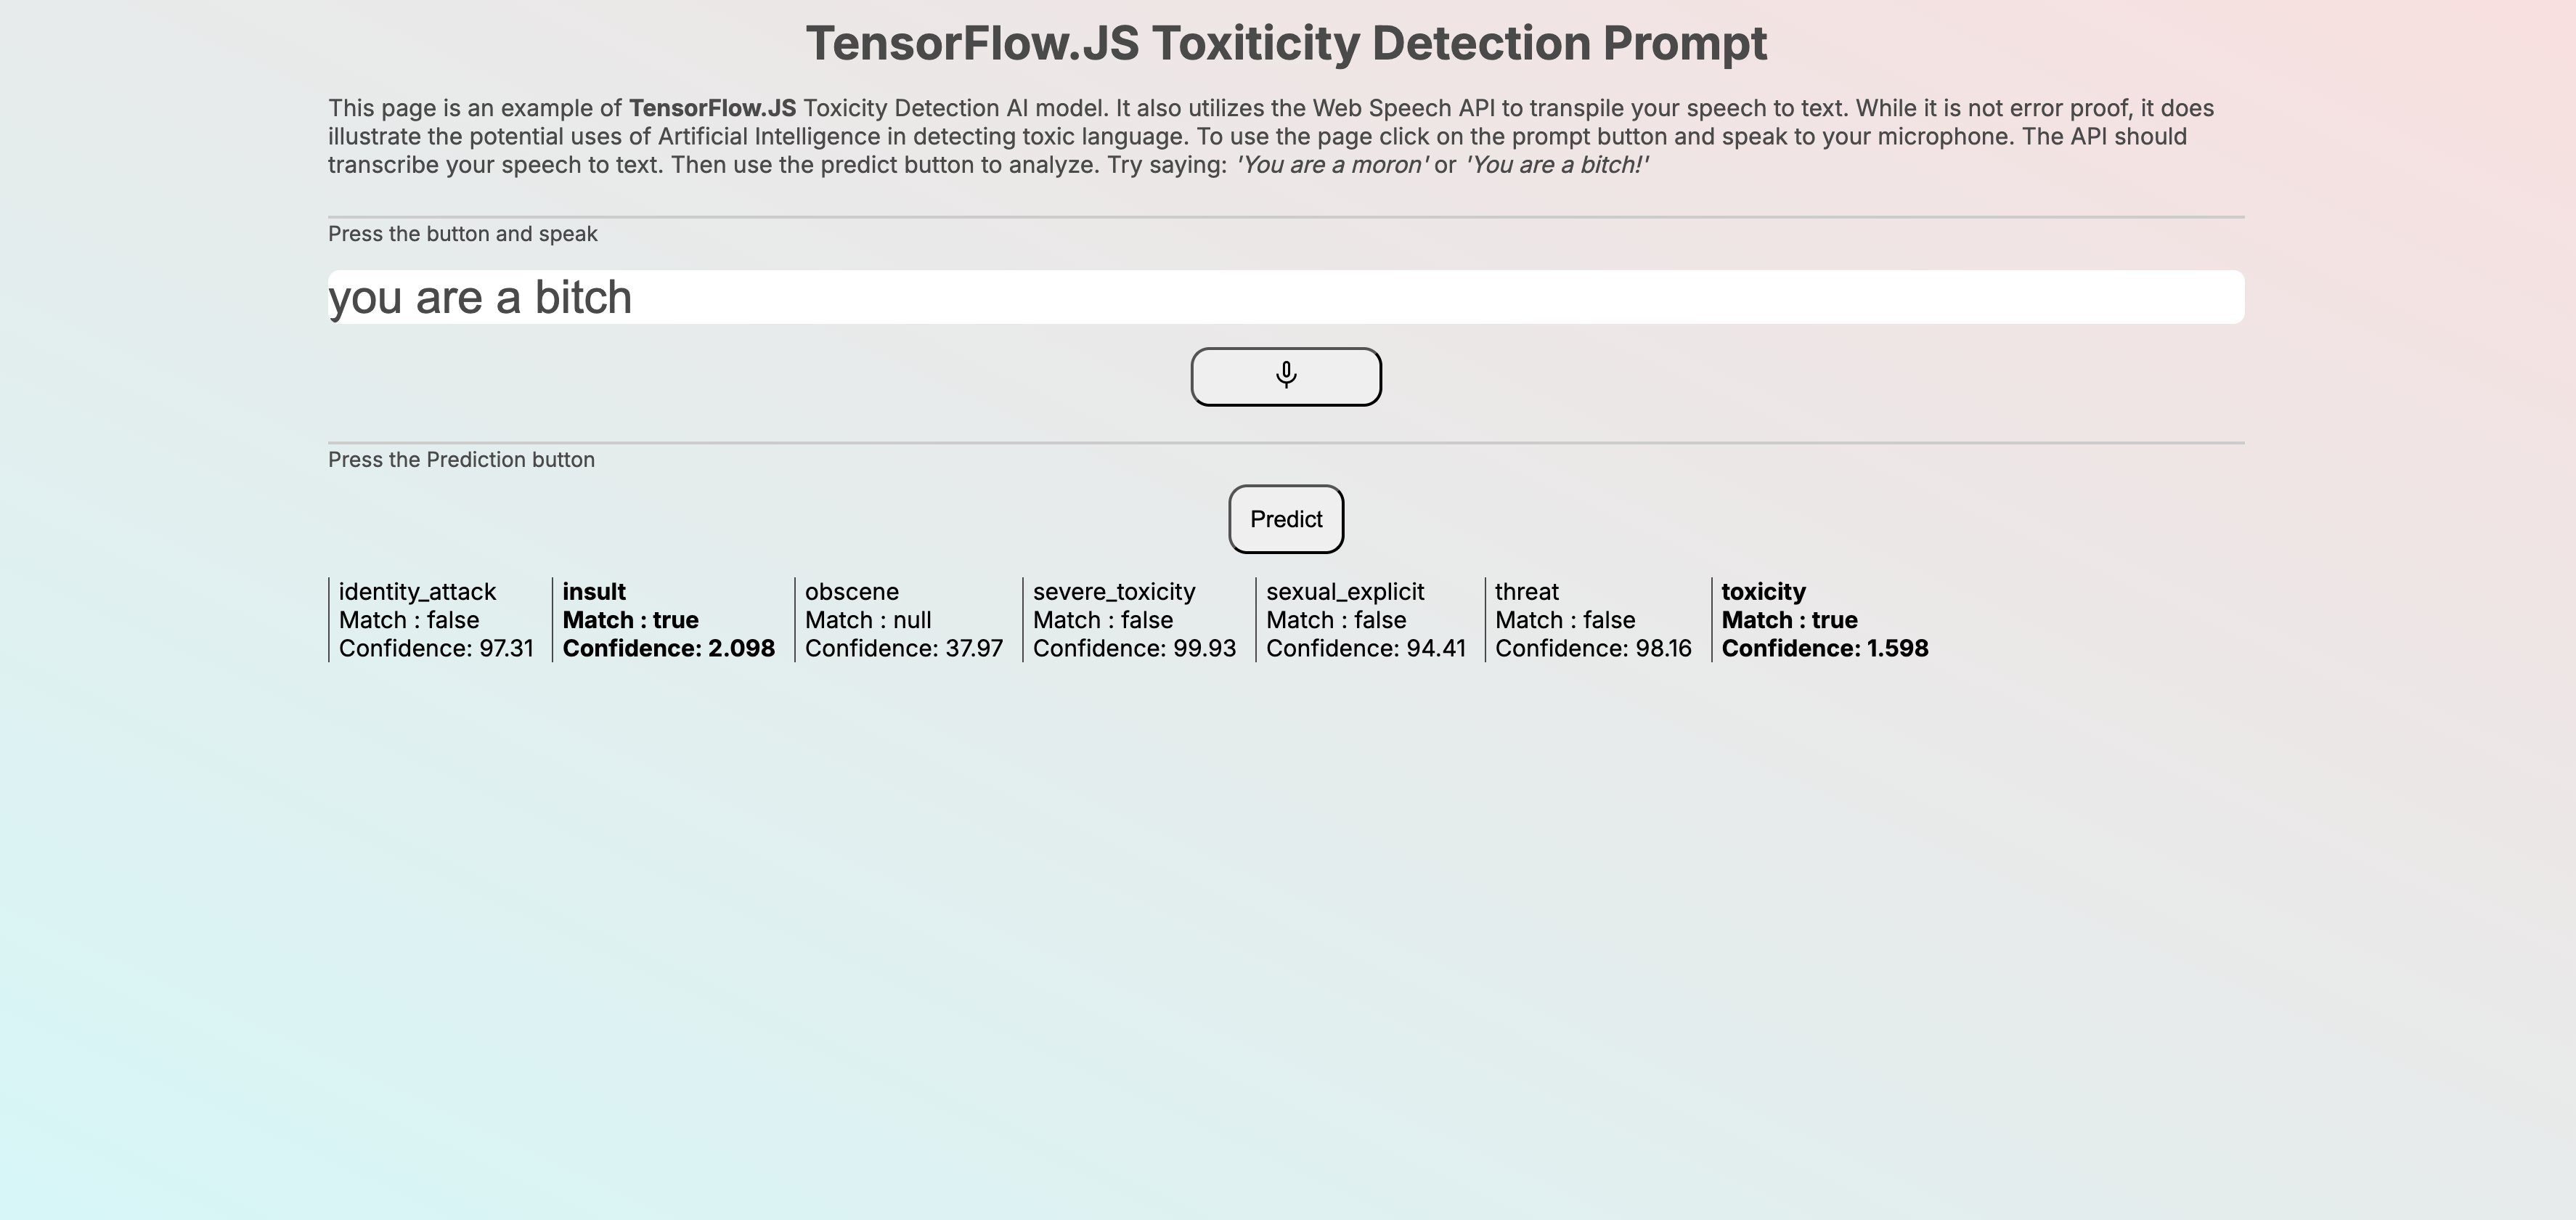 TensorFlow.JS Toxiticity Detection Prompt
This page is an example of TensorFlow.JS Toxicity Detection AI model. It also utilizes the Web Speech API to transpile your speech to text. While it is not error proof, it does
illustrate the potential uses of Artificial Intelligence in detecting toxic language. To use the page click on the prompt button and speak to your microphone. The API should
transcribe your speech to text. Then use the predict button to analyze. Try saying: 'You are a moron' or 'You are a bitch!'
Press the button and speak
you are a bitch
Press the Prediction button
Predict
identity_attack
Match : false
Confidence: 97.31
insult
Match : true
Confidence: 2.098
obscene
Match : null
Confidence: 37.97
severe_toxicity
Match : false
Confidence: 99.93
sexual_explicit
Match : false
Confidence: 94.41
threat
Match : false
Confidence: 98.16
toxicity
Match : true
Confidence: 1.598